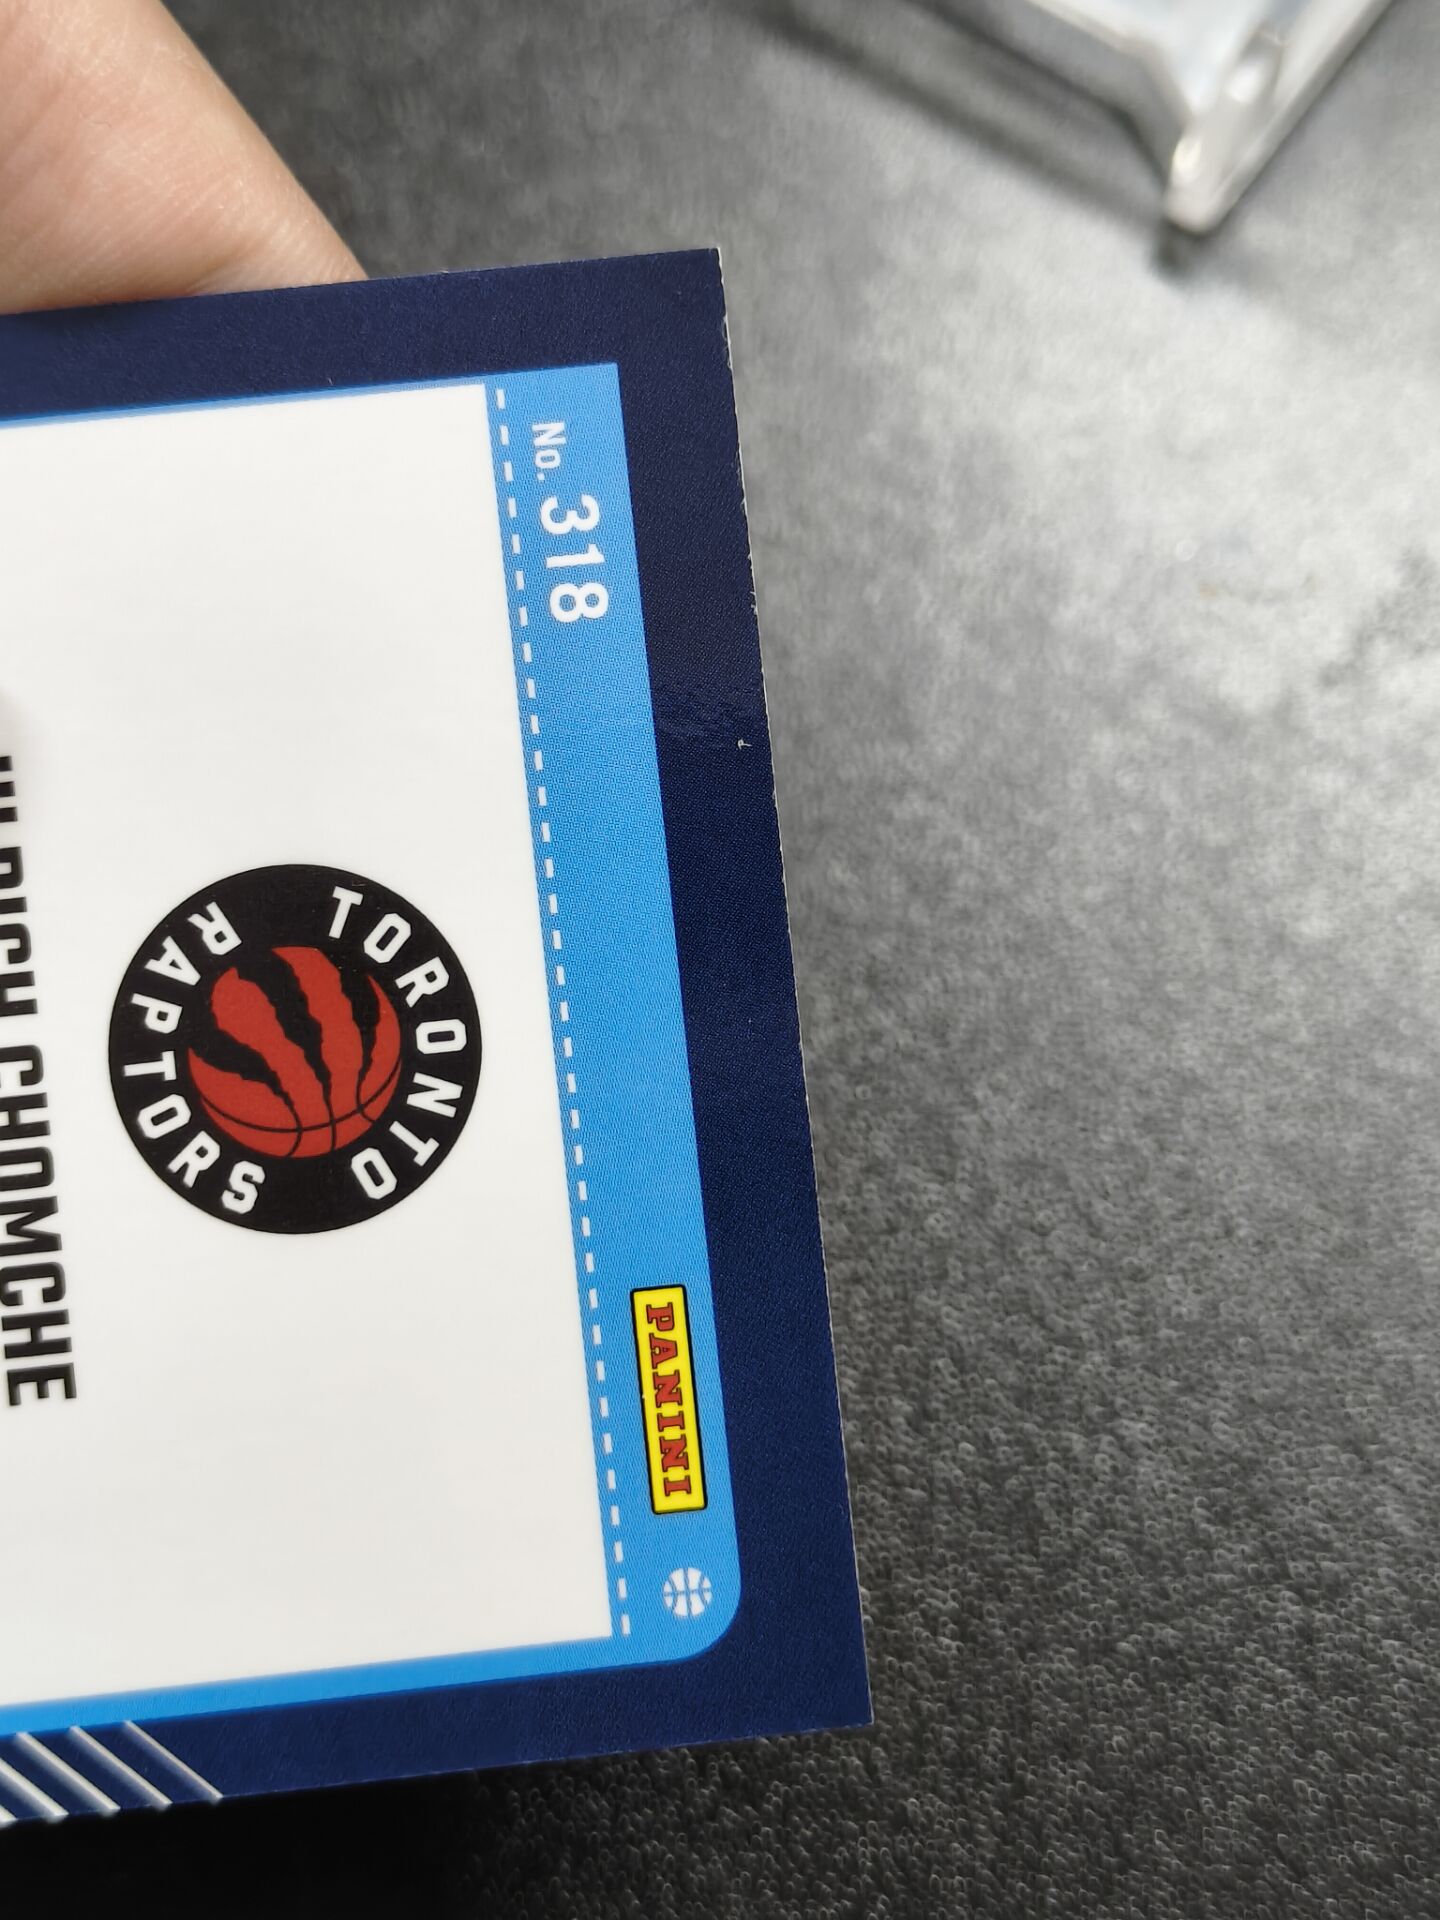 No. 318
PANINI
TORONTO
RAPTORS
CHOMCHE